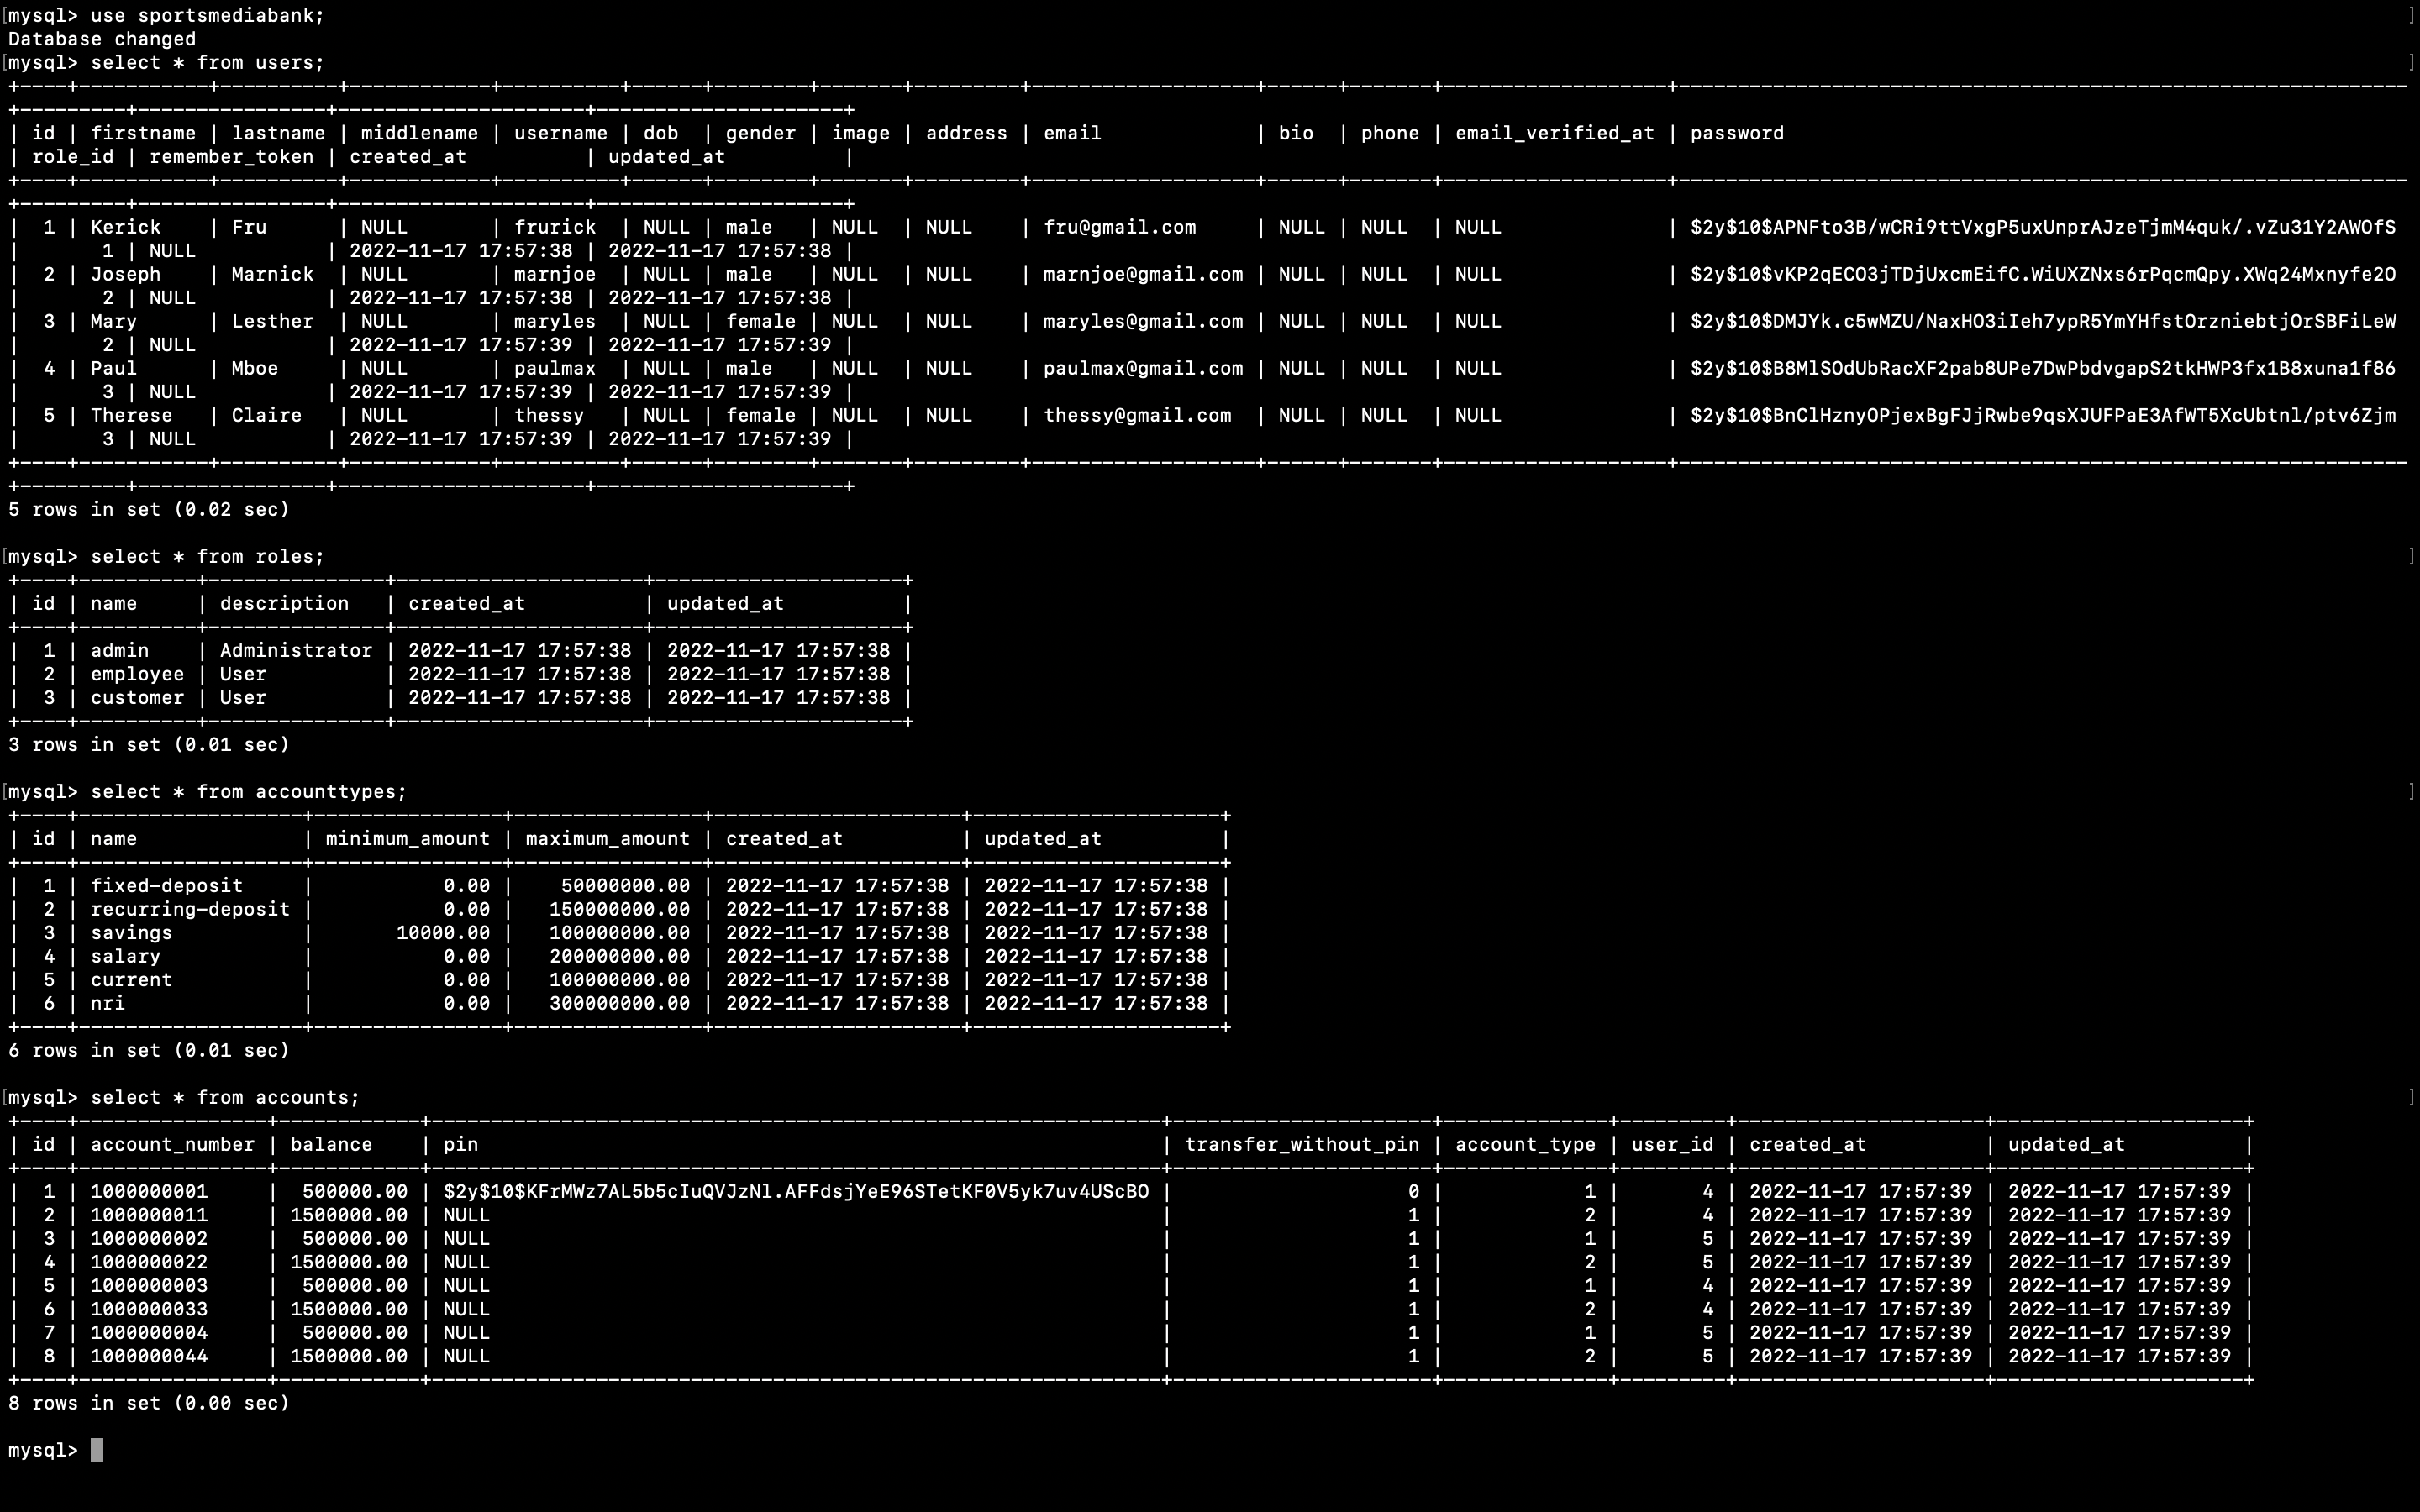 [mysql> use sportsmediabank; ]
Database changed
[mysql> select * from users; ]
+----+-----------+----------+------------+----------+------+--------+-------+---------+-------------------+------+-------+-------------------+--------------------------------------------------------------
+---------+----------------+---------------------+---------------------+
| id | firstname | lastname | middlename | username | dob  | gender | image | address | email             | bio  | phone | email_verified_at | password
| role_id | remember_token | created_at          | updated_at          |
+----+-----------+----------+------------+----------+------+--------+-------+---------+-------------------+------+-------+-------------------+--------------------------------------------------------------
+---------+----------------+---------------------+---------------------+
|  1 | Kerick    | Fru      | NULL       | frurick  | NULL | male   | NULL  | NULL    | fru@gmail.com     | NULL | NULL  | NULL              | $2y$10$APNFto3B/wCRi9ttVxgP5uxUnprAJzeTjmM4quk/.vZu31Y2AWOfS
|       1 | NULL           | 2022-11-17 17:57:38 | 2022-11-17 17:57:38 |
|  2 | Joseph    | Marnick  | NULL       | marnjoe  | NULL | male   | NULL  | NULL    | marnjoe@gmail.com | NULL | NULL  | NULL              | $2y$10$vKP2qECO3jTDjUxcmEifC.WiUXZNxs6rPqcmQpy.XWq24Mxnyfe2O
|       2 | NULL           | 2022-11-17 17:57:38 | 2022-11-17 17:57:38 |
|  3 | Mary      | Lesther  | NULL       | maryles  | NULL | female | NULL  | NULL    | maryles@gmail.com | NULL | NULL  | NULL              | $2y$10$DMJYk.c5wMZU/NaxHO3iIeh7ypR5YmYHfstOrzniebtjOrSBFiLeW
|       2 | NULL           | 2022-11-17 17:57:39 | 2022-11-17 17:57:39 |
|  4 | Paul      | Mboe     | NULL       | paulmax  | NULL | male   | NULL  | NULL    | paulmax@gmail.com | NULL | NULL  | NULL              | $2y$10$B8MlSOdUbRacXF2pab8UPe7DwPbdvgapS2tkHWP3fx1B8xuna1f86
|       3 | NULL           | 2022-11-17 17:57:39 | 2022-11-17 17:57:39 |
|  5 | Therese   | Claire   | NULL       | thessy   | NULL | female | NULL  | NULL    | thessy@gmail.com  | NULL | NULL  | NULL              | $2y$10$BnClHznyOPjexBgFJjRwbe9qsXJUFPaE3AfWT5XcUbtnl/ptv6Zjm
|       3 | NULL           | 2022-11-17 17:57:39 | 2022-11-17 17:57:39 |
+----+-----------+----------+------------+----------+------+--------+-------+---------+-------------------+------+-------+-------------------+--------------------------------------------------------------
+---------+----------------+---------------------+---------------------+
5 rows in set (0.02 sec)
[mysql> select * from roles; ]
+----+----------+---------------+---------------------+---------------------+
| id | name     | description   | created_at          | updated_at          |
+----+----------+---------------+---------------------+---------------------+
|  1 | admin    | Administrator | 2022-11-17 17:57:38 | 2022-11-17 17:57:38 |
|  2 | employee | User          | 2022-11-17 17:57:38 | 2022-11-17 17:57:38 |
|  3 | customer | User          | 2022-11-17 17:57:38 | 2022-11-17 17:57:38 |
+----+----------+---------------+---------------------+---------------------+
3 rows in set (0.01 sec)
[mysql> select * from accounttypes; ]
+----+-------------------+----------------+----------------+---------------------+---------------------+
| id | name              | minimum_amount | maximum_amount | created_at          | updated_at          |
+----+-------------------+----------------+----------------+---------------------+---------------------+
|  1 | fixed-deposit     |           0.00 |    50000000.00 | 2022-11-17 17:57:38 | 2022-11-17 17:57:38 |
|  2 | recurring-deposit |           0.00 |   150000000.00 | 2022-11-17 17:57:38 | 2022-11-17 17:57:38 |
|  3 | savings           |       10000.00 |   100000000.00 | 2022-11-17 17:57:38 | 2022-11-17 17:57:38 |
|  4 | salary            |           0.00 |   200000000.00 | 2022-11-17 17:57:38 | 2022-11-17 17:57:38 |
|  5 | current           |           0.00 |   100000000.00 | 2022-11-17 17:57:38 | 2022-11-17 17:57:38 |
|  6 | nri               |           0.00 |   300000000.00 | 2022-11-17 17:57:38 | 2022-11-17 17:57:38 |
+----+-------------------+----------------+----------------+---------------------+---------------------+
6 rows in set (0.01 sec)
[mysql> select * from accounts; ]
+----+----------------+------------+--------------------------------------------------------------+----------------------+--------------+---------+---------------------+---------------------+
| id | account_number | balance    | pin                                                          | transfer_without_pin | account_type | user_id | created_at          | updated_at          |
+----+----------------+------------+--------------------------------------------------------------+----------------------+--------------+---------+---------------------+---------------------+
|  1 | 1000000001     |  500000.00 | $2y$10$KFrMWz7AL5b5cIuQVJzNl.AFFdsjYeE96STetKF0V5yk7uv4UScBO |                    0 |            1 |       4 | 2022-11-17 17:57:39 | 2022-11-17 17:57:39 |
|  2 | 1000000011     | 1500000.00 | NULL                                                         |                    1 |            2 |       4 | 2022-11-17 17:57:39 | 2022-11-17 17:57:39 |
|  3 | 1000000002     |  500000.00 | NULL                                                         |                    1 |            1 |       5 | 2022-11-17 17:57:39 | 2022-11-17 17:57:39 |
|  4 | 1000000022     | 1500000.00 | NULL                                                         |                    1 |            2 |       5 | 2022-11-17 17:57:39 | 2022-11-17 17:57:39 |
|  5 | 1000000003     |  500000.00 | NULL                                                         |                    1 |            1 |       4 | 2022-11-17 17:57:39 | 2022-11-17 17:57:39 |
|  6 | 1000000033     | 1500000.00 | NULL                                                         |                    1 |            2 |       4 | 2022-11-17 17:57:39 | 2022-11-17 17:57:39 |
|  7 | 1000000004     |  500000.00 | NULL                                                         |                    1 |            1 |       5 | 2022-11-17 17:57:39 | 2022-11-17 17:57:39 |
|  8 | 1000000044     | 1500000.00 | NULL                                                         |                    1 |            2 |       5 | 2022-11-17 17:57:39 | 2022-11-17 17:57:39 |
+----+----------------+------------+--------------------------------------------------------------+----------------------+--------------+---------+---------------------+---------------------+
8 rows in set (0.00 sec)
mysql>